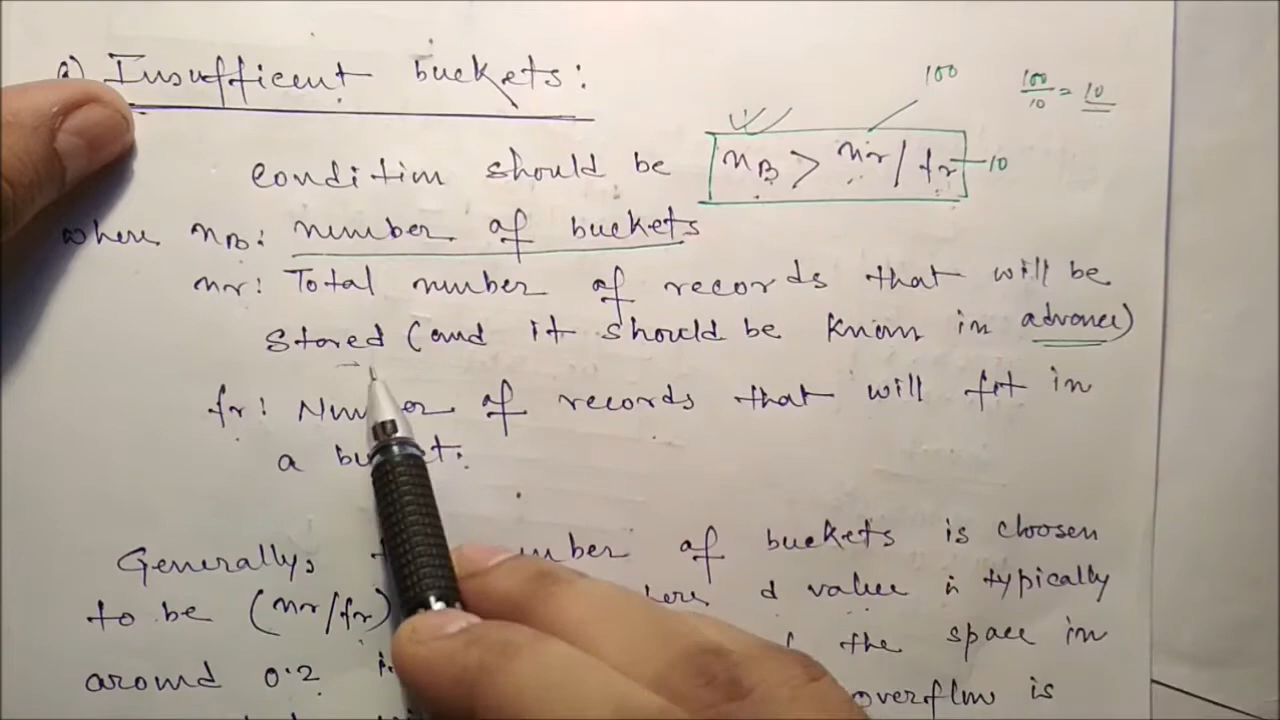 a) Insufficient buckets:
100
100/10 = 10
Condition should be nB > nr / fr - 10
where nB: number of buckets
nr: Total number of records that will be
stored (and it should be known in advance)
fr: Number of records that will fit in
a bucket.
Generally, number of buckets is choosen
to be (nr/fr) here d value is typically
around 0.2 the space in
overflow is